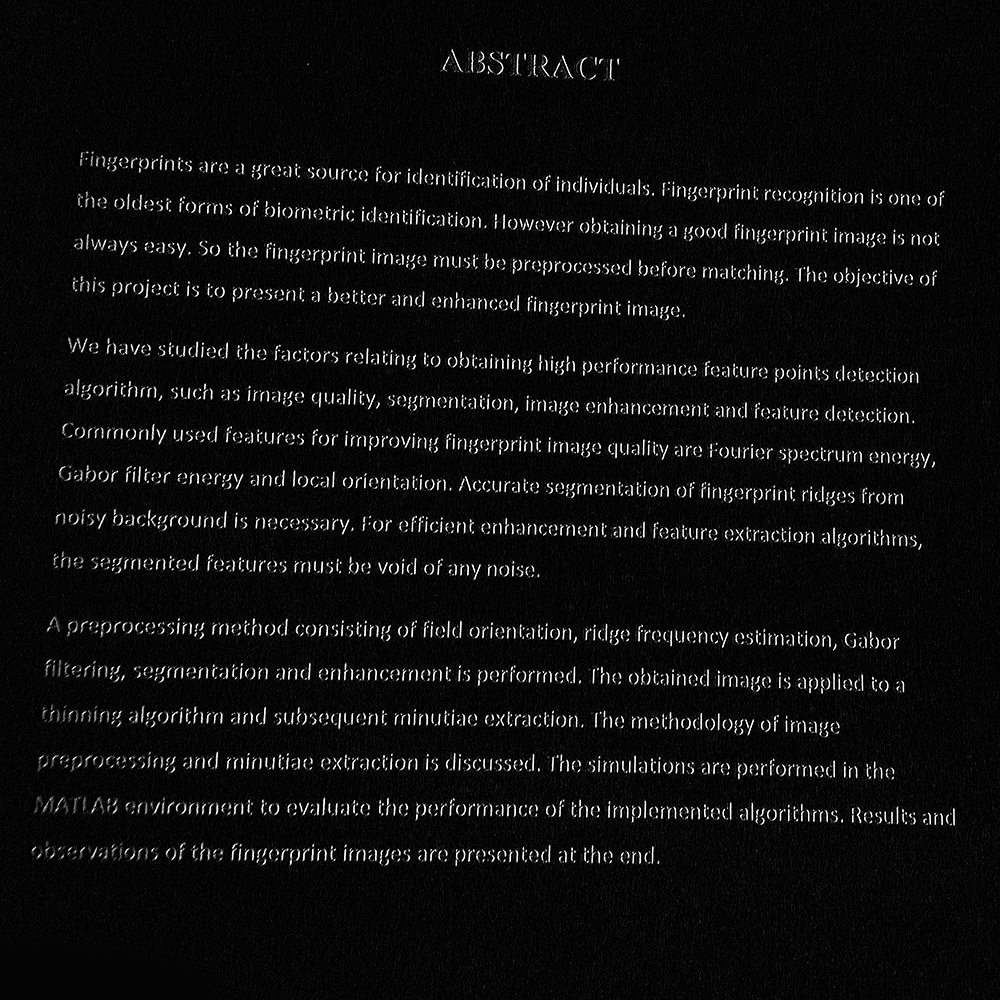 ABSTRACT
Fingerprints are a great source for identification of individuals. Fingerprint recognition is one of
the oldest forms of biometric identification. However obtaining a good fingerprint image is not
always easy. So the fingerprint image must be preprocessed before matching. The objective of
this project is to present a better and enhanced fingerprint image.
We have studied the factors relating to obtaining high performance feature points detection
algorithm, such as image quality, segmentation, image enhancement and feature detection.
Commonly used features for improving fingerprint image quality are Fourier spectrum energy,
Gabor filter energy and local orientation. Accurate segmentation of fingerprint ridges from
noisy background is necessary. For efficient enhancement and feature extraction algorithms,
the segmented features must be void of any noise.
A preprocessing method consisting of field orientation, ridge frequency estimation, Gabor
filtering, segmentation and enhancement is performed. The obtained image is applied to a
thinning algorithm and subsequent minutiae extraction. The methodology of image
preprocessing and minutiae extraction is discussed. The simulations are performed in the
MATLAB environment to evaluate the performance of the implemented algorithms. Results and
observations of the fingerprint images are presented at the end.